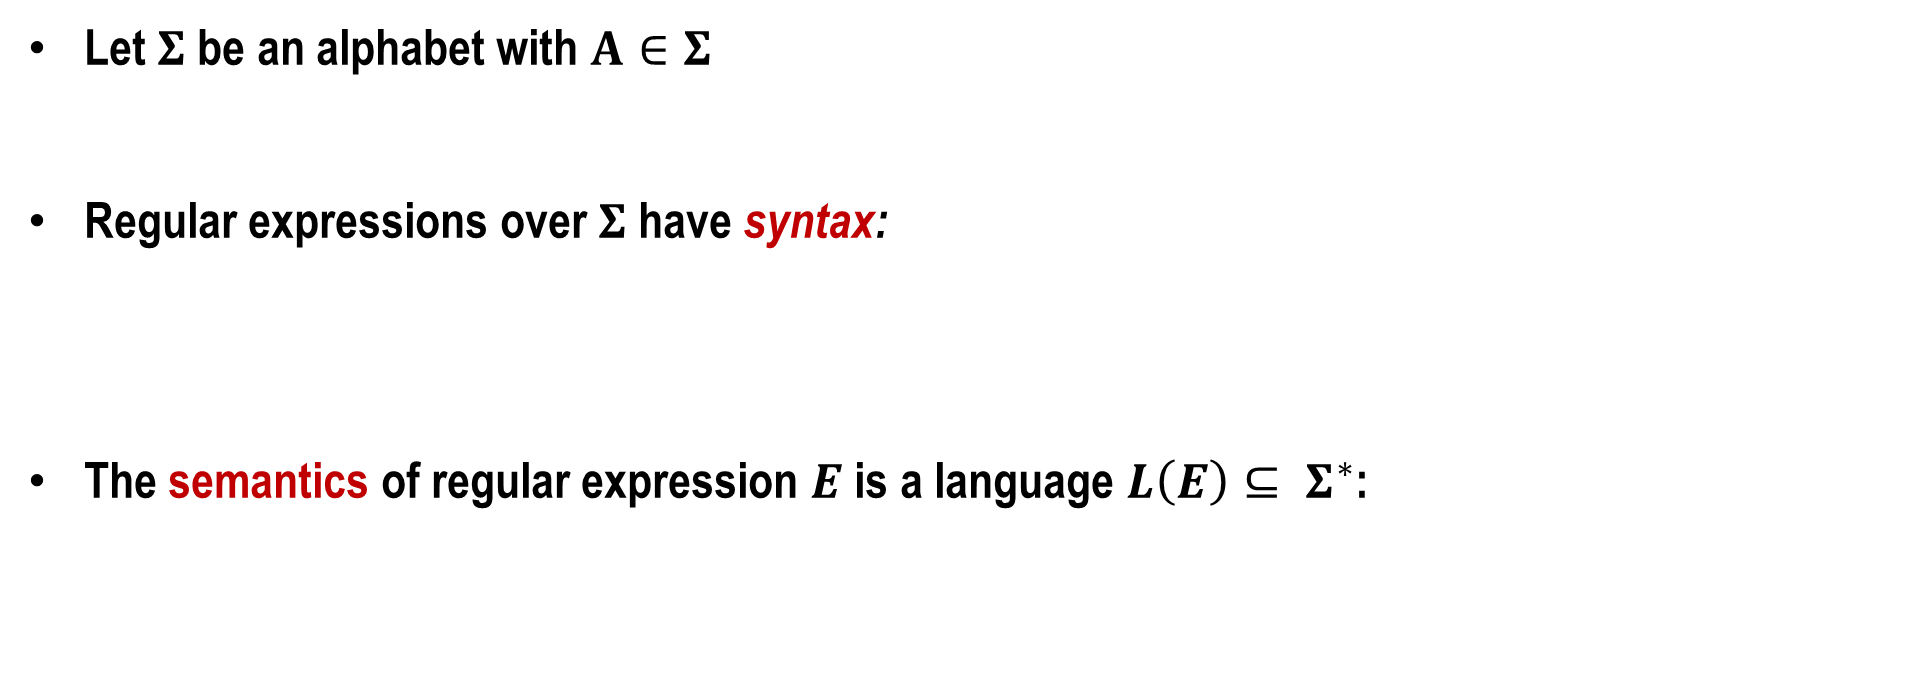 • Let Σ be an alphabet with A ∈ Σ
• Regular expressions over Σ have syntax:
• The semantics of regular expression E is a language L(E) ⊆ Σ*: